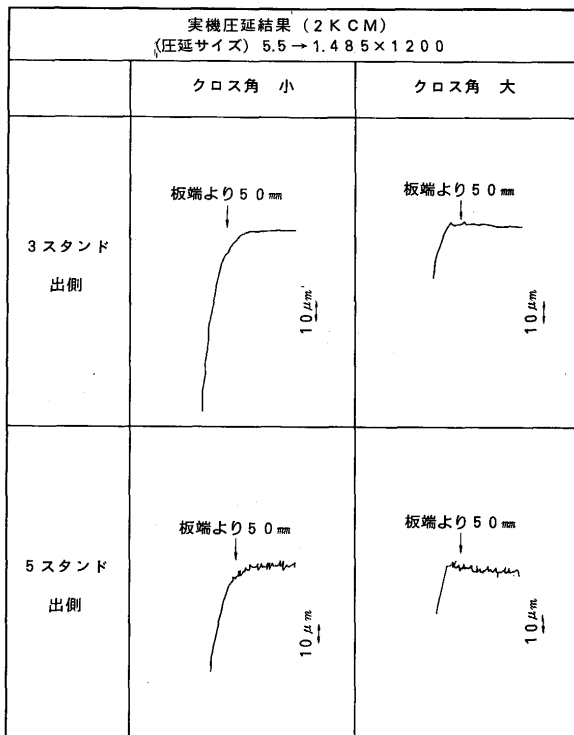 実機圧延結果 (2KCM)
(圧延サイズ) 5.5→1.485×1200
クロス角 小
クロス角 大
3スタンド
出側
板端より50㎜
10μm
板端より50㎜
10μm
5スタンド
出側
板端より50㎜
10μm
板端より50㎜
10μm